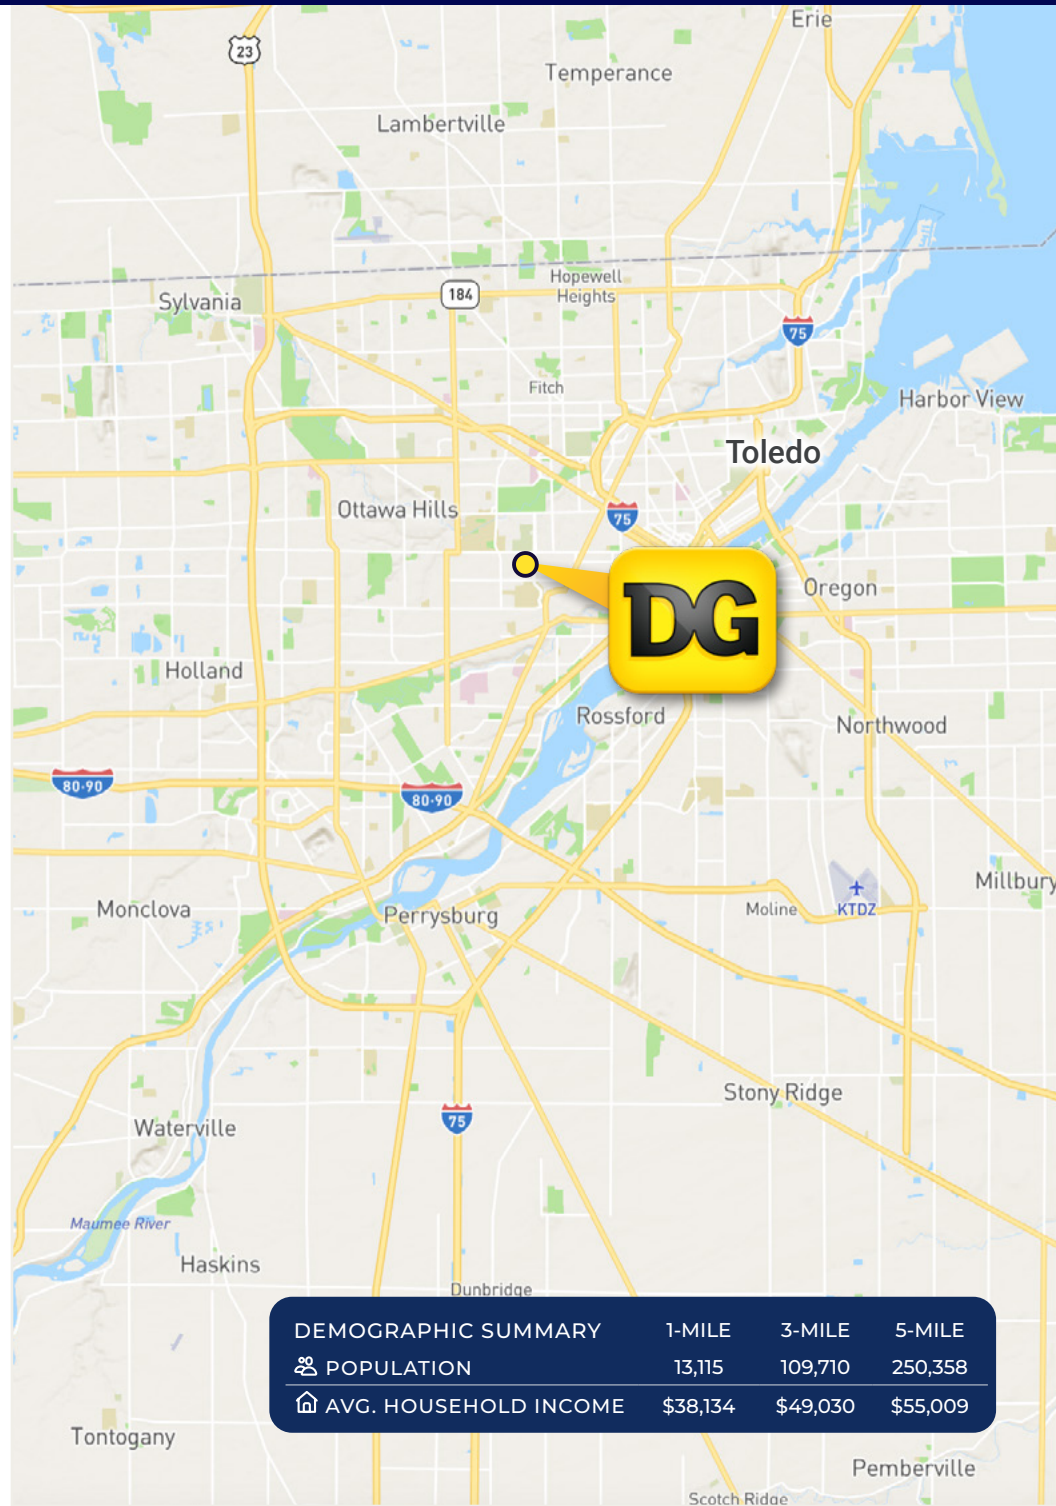 Erie
23
Temperance
Lambertville
Hopewell
Heights
184
Sylvania
75
Fitch
Harbor View
Toledo
Ottawa Hills
75
DG
Oregon
Holland
Rossford
Northwood
80-90
80-90
Millbury
Monclova
Perrysburg
Moline
KTDZ
Stony Ridge
75
Waterville
Maumee River
Haskins
Dunbridge
DEMOGRAPHIC SUMMARY 1-MILE 3-MILE 5-MILE
POPULATION 13,115 109,710 250,358
AVG. HOUSEHOLD INCOME $38,134 $49,030 $55,009
Tontogany
Pemberville
Scotch Ridge